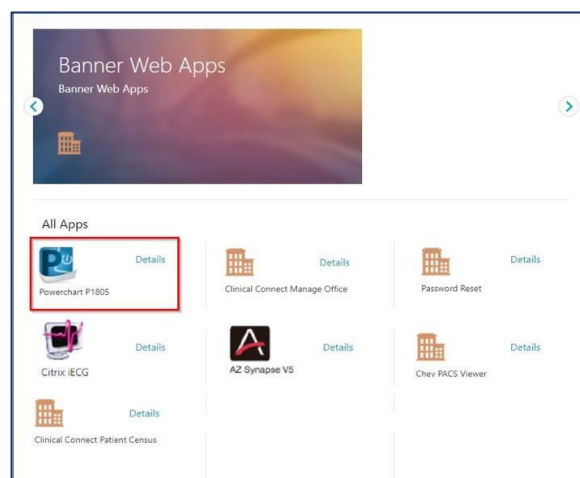 Banner Web Apps
Banner Web Apps
All Apps
Details
Powerchart P1805
Details
Clinical Connect Manage Office
Details
Password Reset
Details
Citrix iECG
Details
AZ Synapse V5
Details
Chev PACS Viewer
Details
Clinical Connect Patient Census